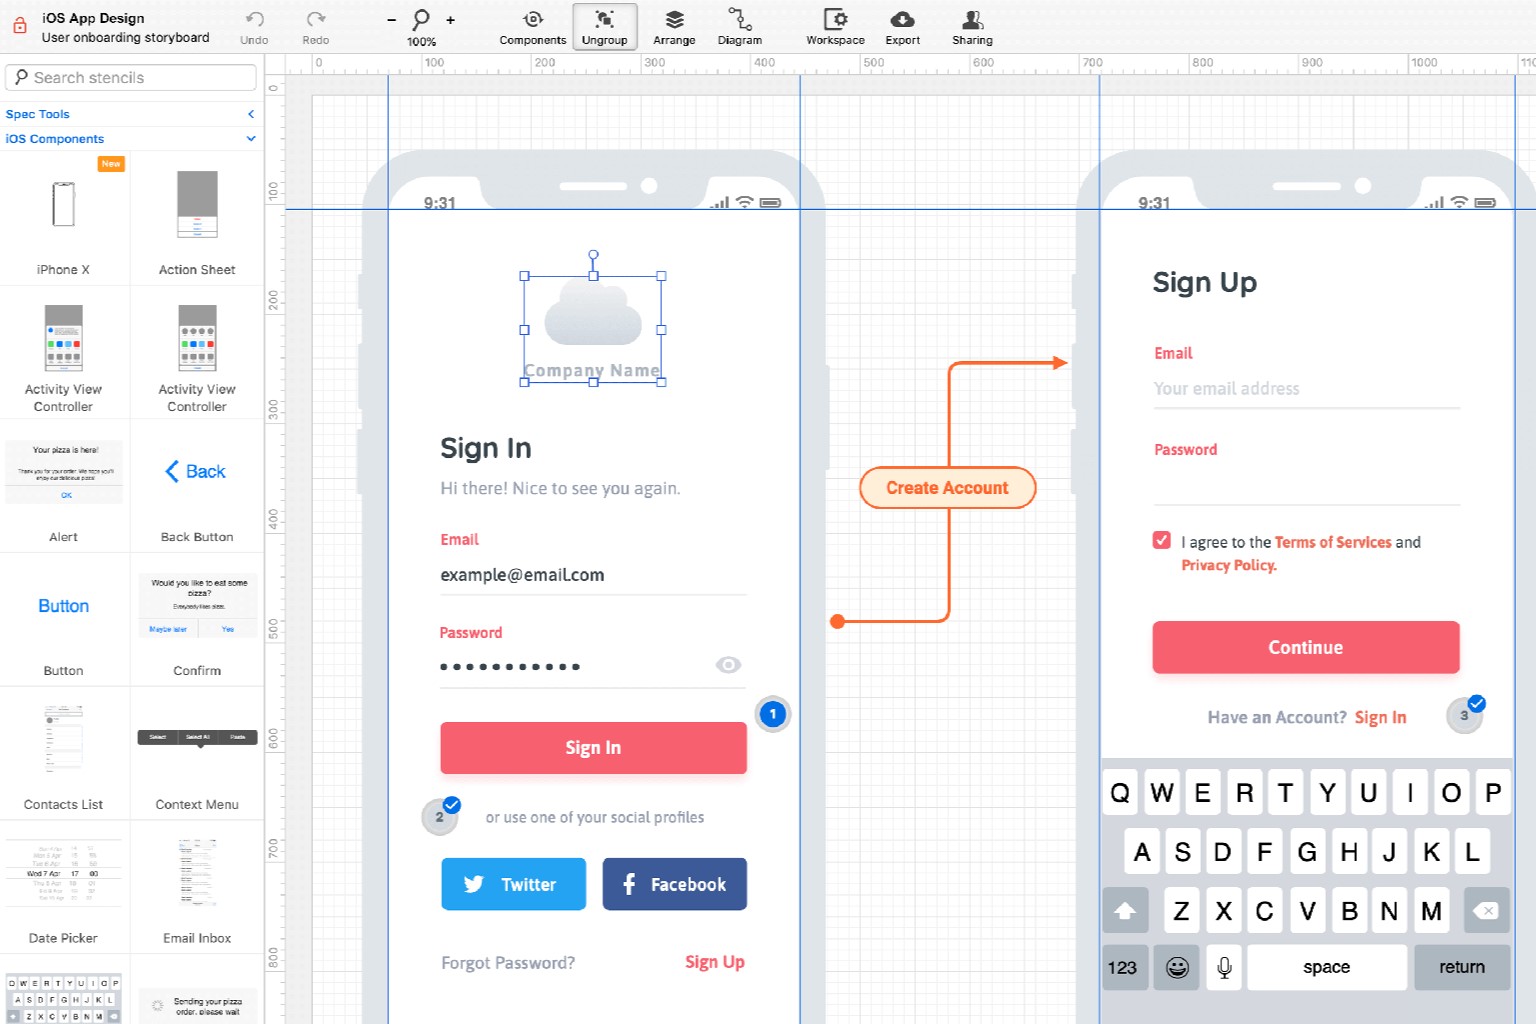 iOS App Design
User onboarding storyboard
Undo
Redo
100%
Components
Ungroup
Arrange
Diagram
Workspace
Export
Sharing
Search stencils
0
100
200
300
400
500
600
700
800
900
1000
0
100
200
300
400
500
600
700
800
Spec Tools
iOS Components
New
iPhone X
Action Sheet
Activity View
Controller
Activity View
Controller
Your pizza is here!
Thank you for your order. We hope you'll
enjoy our delicious pizza!
OK
Alert
Back
Back Button
Button
Button
Would you like to eat some
pizza?
Everybody likes pizza.
Maybe later
Yes
Confirm
Contacts List
Select
Select All
Paste
Context Menu
Wed 7 Apr 17 00
Date Picker
Email Inbox
Q W E R T Y U I O P
A S D F G H J K L
Z X C V B N M
Sending your pizza
order, please wait
9:31
Company Name
Sign In
Hi there! Nice to see you again.
Email
example@email.com
Password
1
Sign In
2
or use one of your social profiles
Twitter
Facebook
Forgot Password?
Sign Up
Create Account
9:31
Sign Up
Email
Your email address
Password
I agree to the Terms of Services and
Privacy Policy.
Continue
Have an Account? Sign In
3
Q W E R T Y U I O P
A S D F G H J K L
Z X C V B N M
123
space
return